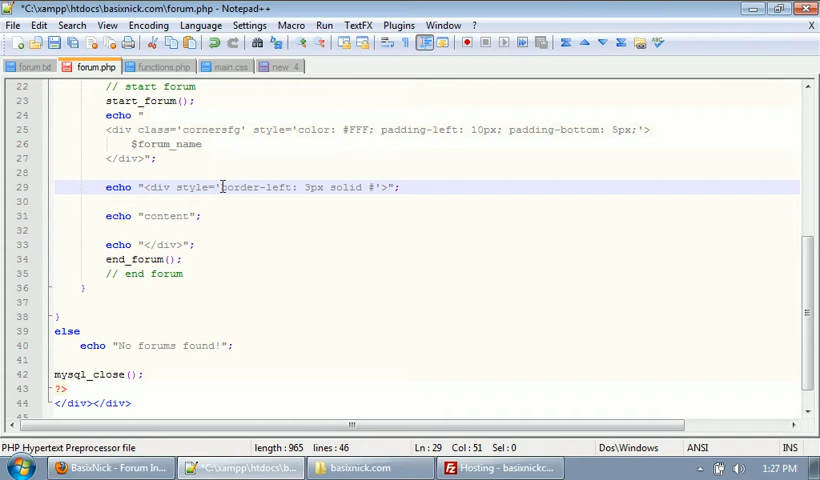 *C:\xampp\htdocs\basixnick.com\forum.php - Notepad++
File Edit Search View Encoding Language Settings Macro Run TextFX Plugins Window ?
X
forum.txt forum.php functions.php main.css new 4
22 // start forum
23 start_forum();
24 echo "
25 <div class='cornersfg' style='color: #FFF; padding-left: 10px; padding-bottom: 5px;'>
26 $forum_name
27 </div>";
28
29 echo "<div style='border-left: 3px solid #'>";
30
31 echo "content";
32
33 echo "</div>";
34 end_forum();
35 // end forum
36 }
37
38 }
39 else
40 echo "No forums found!";
41
42 mysql_close();
43 ?>
44 </div></div>
45
PHP Hypertext Preprocessor file length : 965 lines : 46 Ln : 29 Col : 51 Sel : 0 Dos\Windows ANSI INS
BasixNick - Forum In... *C:\xampp\htdocs\b... basixnick.com Hosting - basixnickc... 1:27 PM